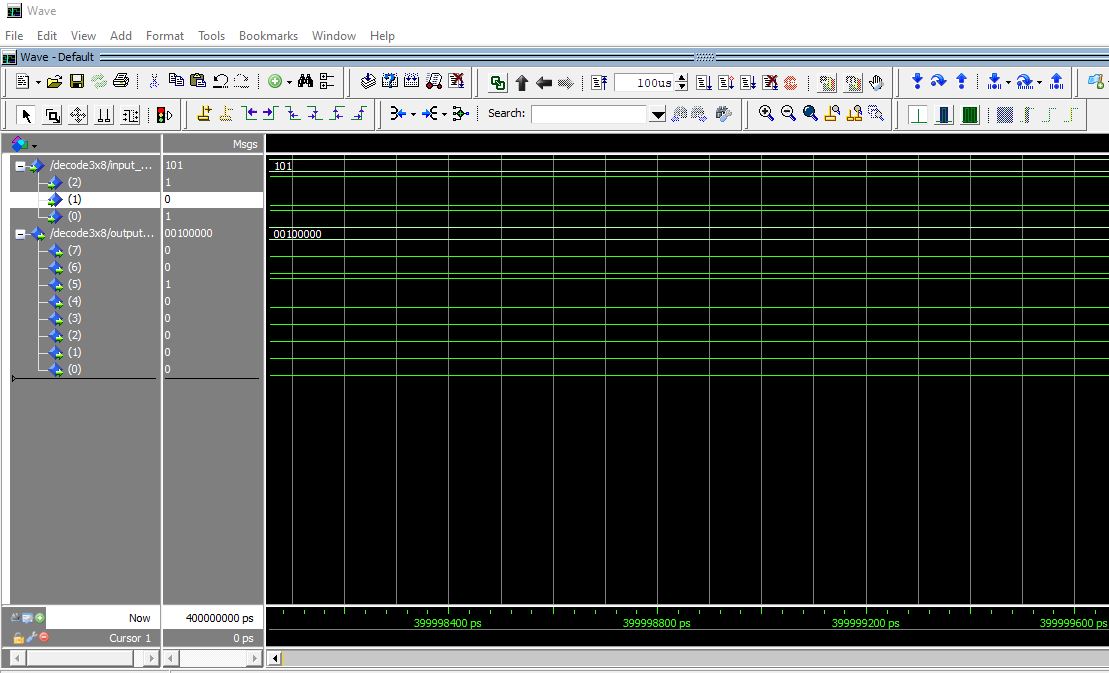 Wave
File Edit View Add Format Tools Bookmarks Window Help
Wave - Default
100us
Search:
Msgs
/decode3x8/input_... 101 101
(2) 1
(1) 0
(0) 1
/decode3x8/output... 00100000 00100000
(7) 0
(6) 0
(5) 1
(4) 0
(3) 0
(2) 0
(1) 0
(0) 0
Now 400000000 ps
399998400 ps 399998800 ps 399999200 ps 399999600 ps
Cursor 1 0 ps